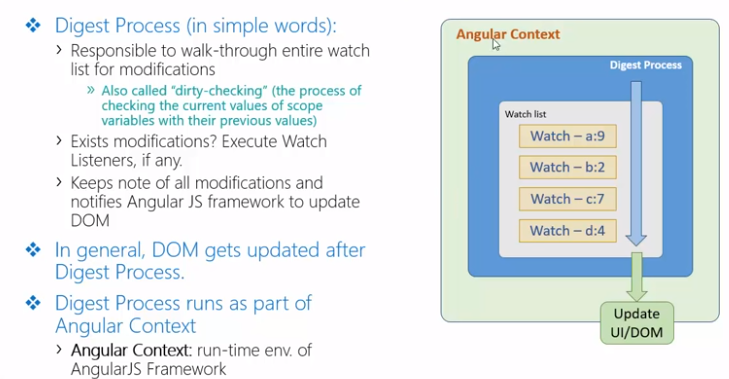 Digest Process (in simple words):
Responsible to walk-through entire watch
list for modifications
Also called "dirty-checking" (the process of
checking the current values of scope
variables with their previous values)
Exists modifications? Execute Watch
Listeners, if any.
Keeps note of all modifications and
notifies Angular JS framework to update
DOM
In general, DOM gets updated after
Digest Process.
Digest Process runs as part of
Angular Context
Angular Context: run-time env. of
AngularJS Framework
Angular Context
Digest Process
Watch list
Watch – a:9
Watch – b:2
Watch – c:7
Watch – d:4
Update
UI/DOM